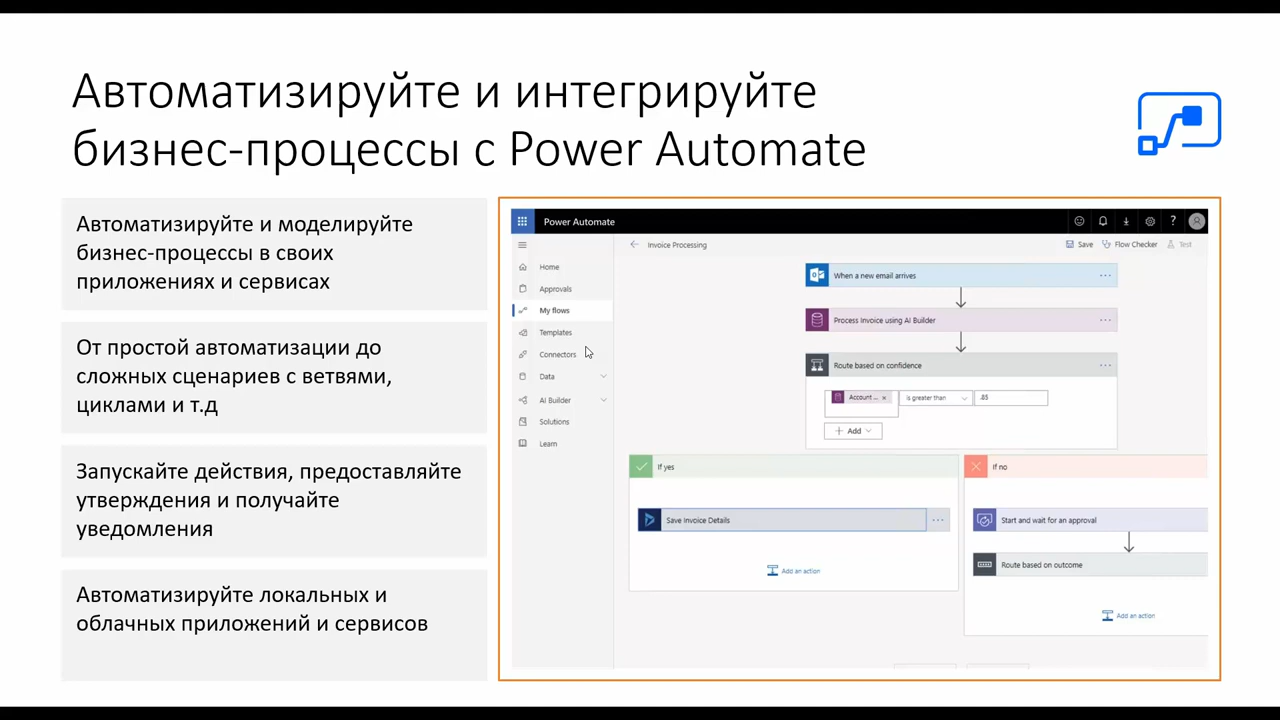 Автоматизируйте и интегрируйте
бизнес-процессы с Power Automate
Автоматизируйте и моделируйте
бизнес-процессы в своих
приложениях и сервисах
От простой автоматизации до
сложных сценариев с ветвями,
циклами и т.д
Запускайте действия, предоставляйте
утверждения и получайте
уведомления
Автоматизируйте локальных и
облачных приложений и сервисов
Power Automate
?
Invoice Processing
Save
Flow Checker
Test
Home
Approvals
My flows
Templates
Connectors
Data
AI Builder
Solutions
Learn
When a new email arrives
Process Invoice using AI Builder
Route based on confidence
Account ...
is greater than
.85
Add
If yes
Save Invoice Details
Add an action
If no
Start and wait for an approval
Route based on outcome
Add an action